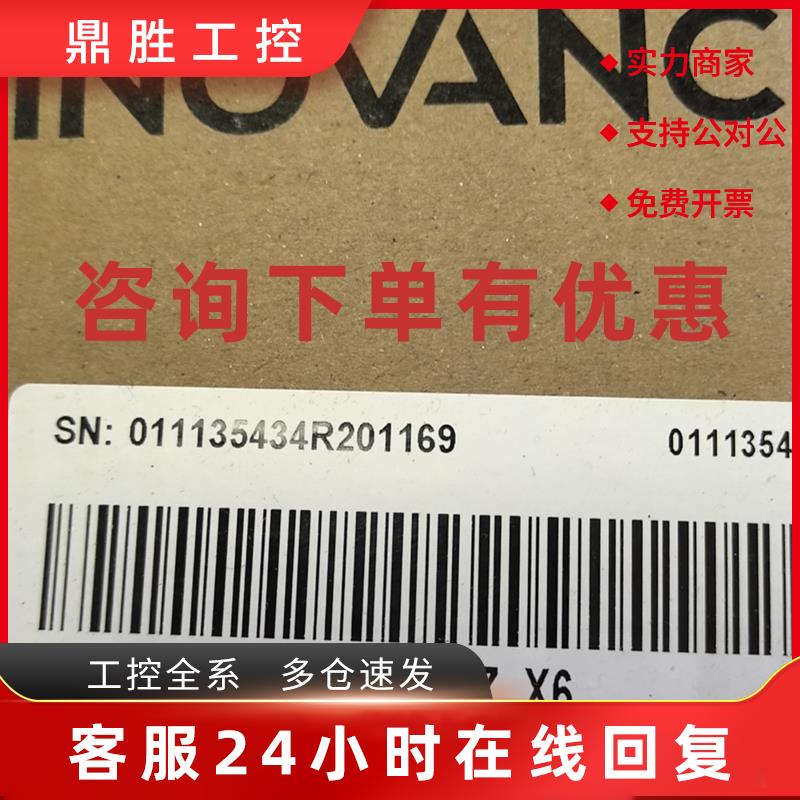 鼎胜工控
INOVANC
◆ 实力商家
◆ 支持公对公
◆ 免费开票
咨询下单有优惠
SN: 011135434R201169
0111354
X6
工控全系 多仓速发
客服24小时在线回复